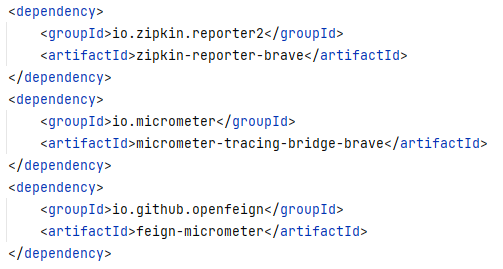 <dependency>
    <groupId>io.zipkin.reporter2</groupId>
    <artifactId>zipkin-reporter-brave</artifactId>
</dependency>
<dependency>
    <groupId>io.micrometer</groupId>
    <artifactId>micrometer-tracing-bridge-brave</artifactId>
</dependency>
<dependency>
    <groupId>io.github.openfeign</groupId>
    <artifactId>feign-micrometer</artifactId>
</dependency>